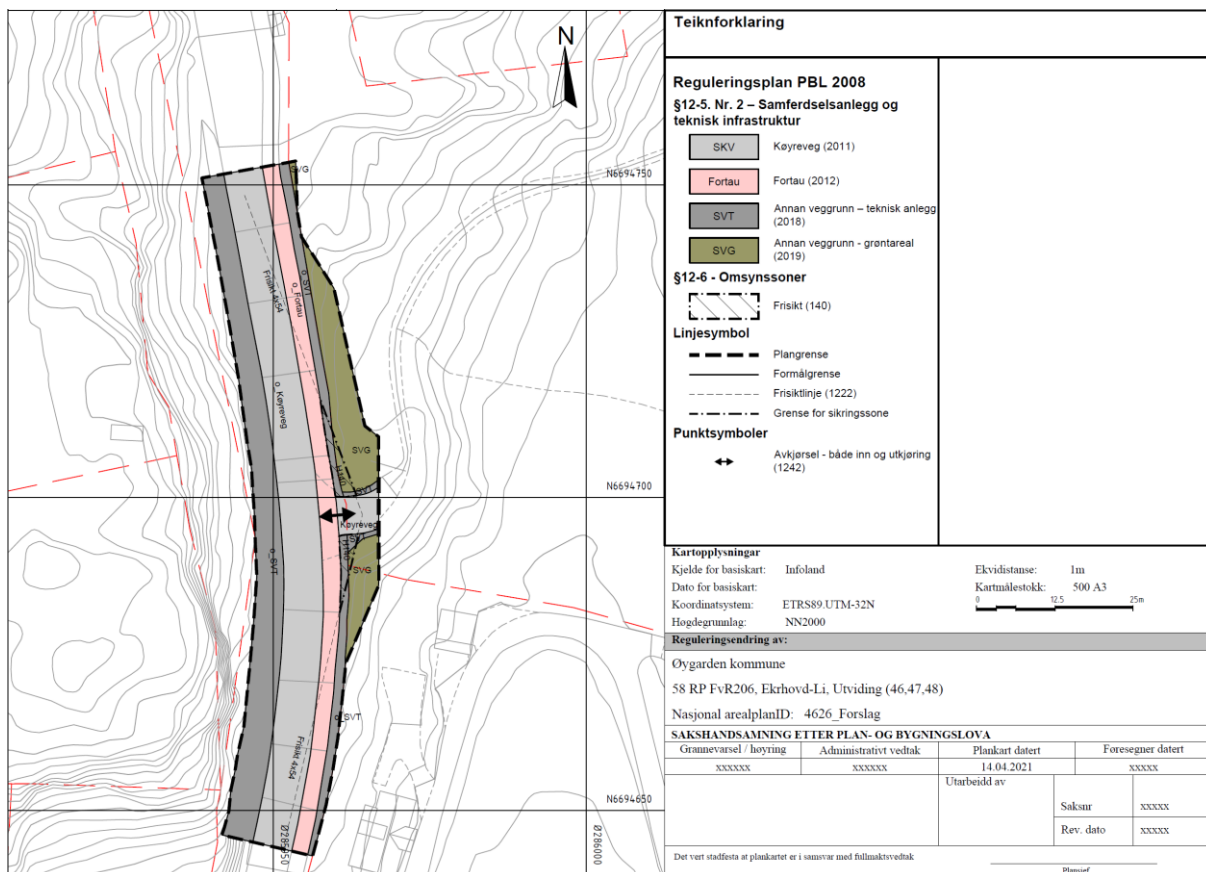 N
SVG
N6694750
Frisikt 4x54
o_SVT
o_Fortau
o_Køyreveg
SVG
H140
SVT
N6694700
Køyreveg
H140
SVG
o_SVT
o_SVT
Frisikt 4x54
N6694650
Ø285950
Ø286000
Teiknforklaring
Reguleringsplan PBL 2008
§12-5. Nr. 2 – Samferdselsanlegg og
teknisk infrastruktur
SKV Køyreveg (2011)
Fortau Fortau (2012)
SVT Annan veggrunn – teknisk anlegg
(2018)
SVG Annan veggrunn - grøntareal
(2019)
§12-6 - Omsynssoner
Frisikt (140)
Linjesymbol
Plangrense
Formålgrense
Frisiktlinje (1222)
Grense for sikringssone
Punktsymboler
Avkjørsel - både inn og utkjøring
(1242)
Kartopplysningar
Kjelde for basiskart: Infoland Ekvidistanse: 1m
Dato for basiskart: Kartmålestokk: 500 A3
Koordinatsystem: ETRS89.UTM-32N 0 12.5 25m
Høgdegrunnlag: NN2000
Reguleringsendring av:
Øygarden kommune
58 RP FvR206, Ekrhovd-Li, Utviding (46,47,48)
Nasjonal arealplanID: 4626_Forslag
SAKSHANDSAMNING ETTER PLAN- OG BYGNINGSLOVA
Grannevarsel / høyring Administrativt vedtak Plankart datert Føresegner datert
xxxxxx xxxxxx 14.04.2021 xxxxx
Utarbeidd av
Saksnr xxxxx
Rev. dato xxxxx
Det vert stadfesta at plankartet er i samsvar med fullmaktsvedtak
Plansjef